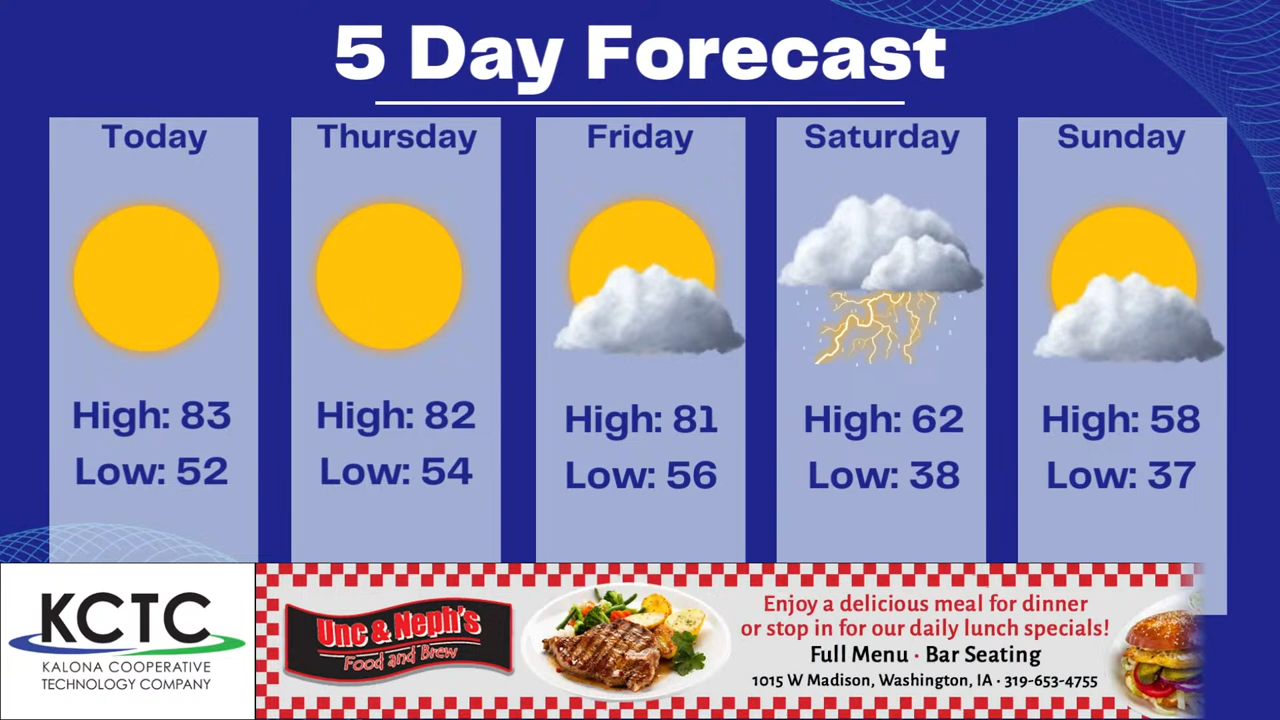 5 Day Forecast
Today
High: 83
Low: 52
Thursday
High: 82
Low: 54
Friday
High: 81
Low: 56
Saturday
High: 62
Low: 38
Sunday
High: 58
Low: 37
KCTC
KALONA COOPERATIVE
TECHNOLOGY COMPANY
Unc & Neph's
Food and Brew
Enjoy a delicious meal for dinner
or stop in for our daily lunch specials!
Full Menu · Bar Seating
1015 W Madison, Washington, IA · 319-653-4755